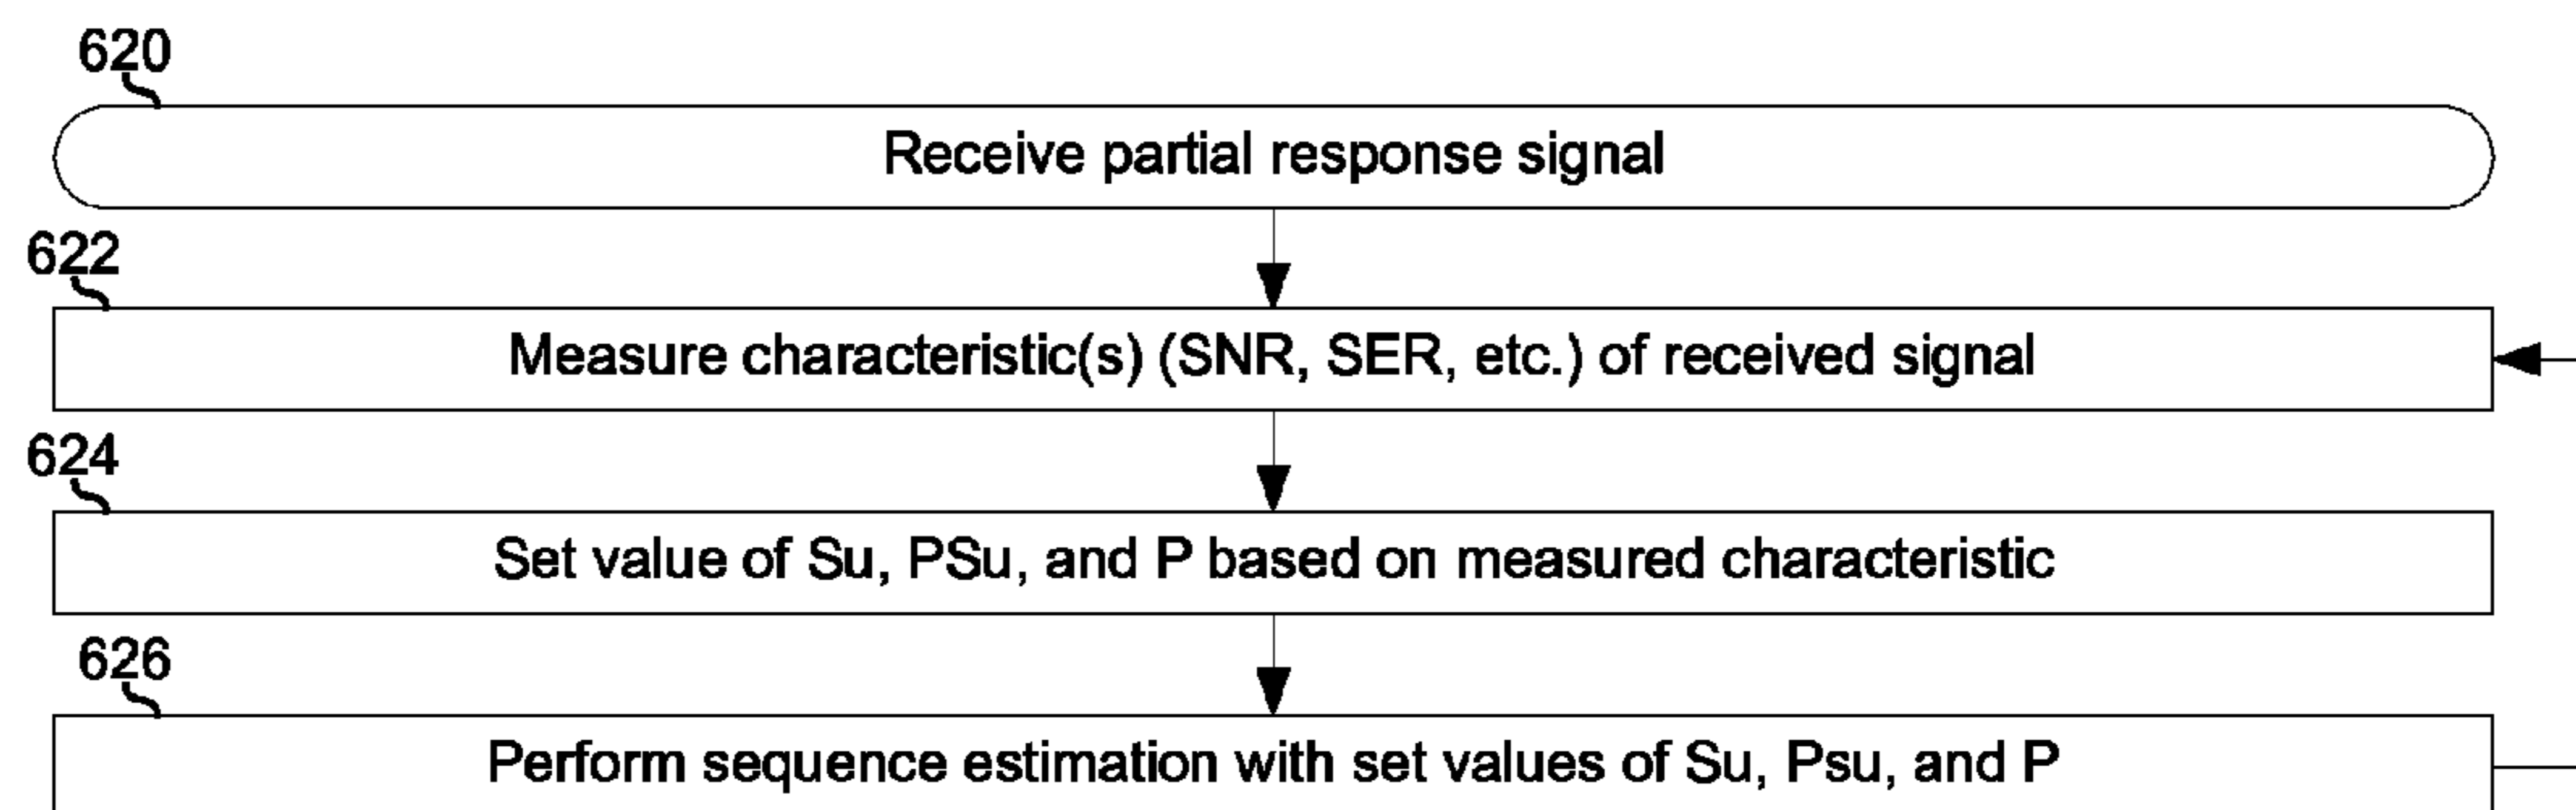 620
Receive partial response signal
622
Measure characteristic(s) (SNR, SER, etc.) of received signal
624
Set value of Su, PSu, and P based on measured characteristic
626
Perform sequence estimation with set values of Su, Psu, and P